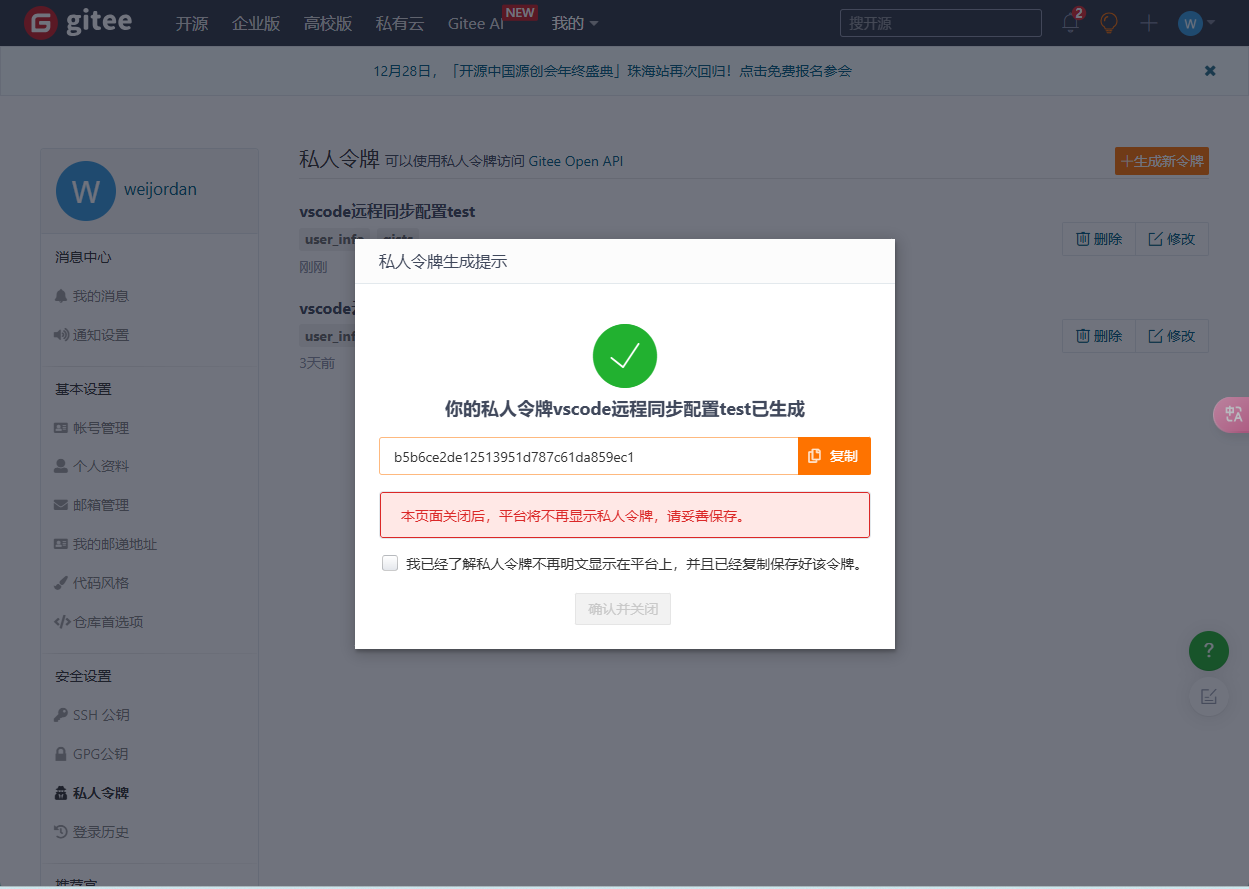 gitee 开源 企业版 高校版 私有云 Gitee AI NEW 我的 搜开源 2 W
12月28日，「开源中国源创会年终盛典」珠海站再次回归！点击免费报名参会
W weijordan
私人令牌 可以使用私人令牌访问 Gitee Open API
生成新令牌
vscode远程同步配置test
user_info gists
刚刚
删除 修改
vscode
user_inf
3天前
删除 修改
消息中心
我的消息
通知设置
基本设置
帐号管理
个人资料
邮箱管理
我的邮递地址
代码风格
仓库首选项
安全设置
SSH 公钥
GPG公钥
私人令牌
登录历史
私人令牌生成提示
你的私人令牌vscode远程同步配置test已生成
b5b6ce2de12513951d787c61da859ec1
复制
本页面关闭后，平台将不再显示私人令牌，请妥善保存。
我已经了解私人令牌不再明文显示在平台上，并且已经复制保存好该令牌。
确认并关闭
?